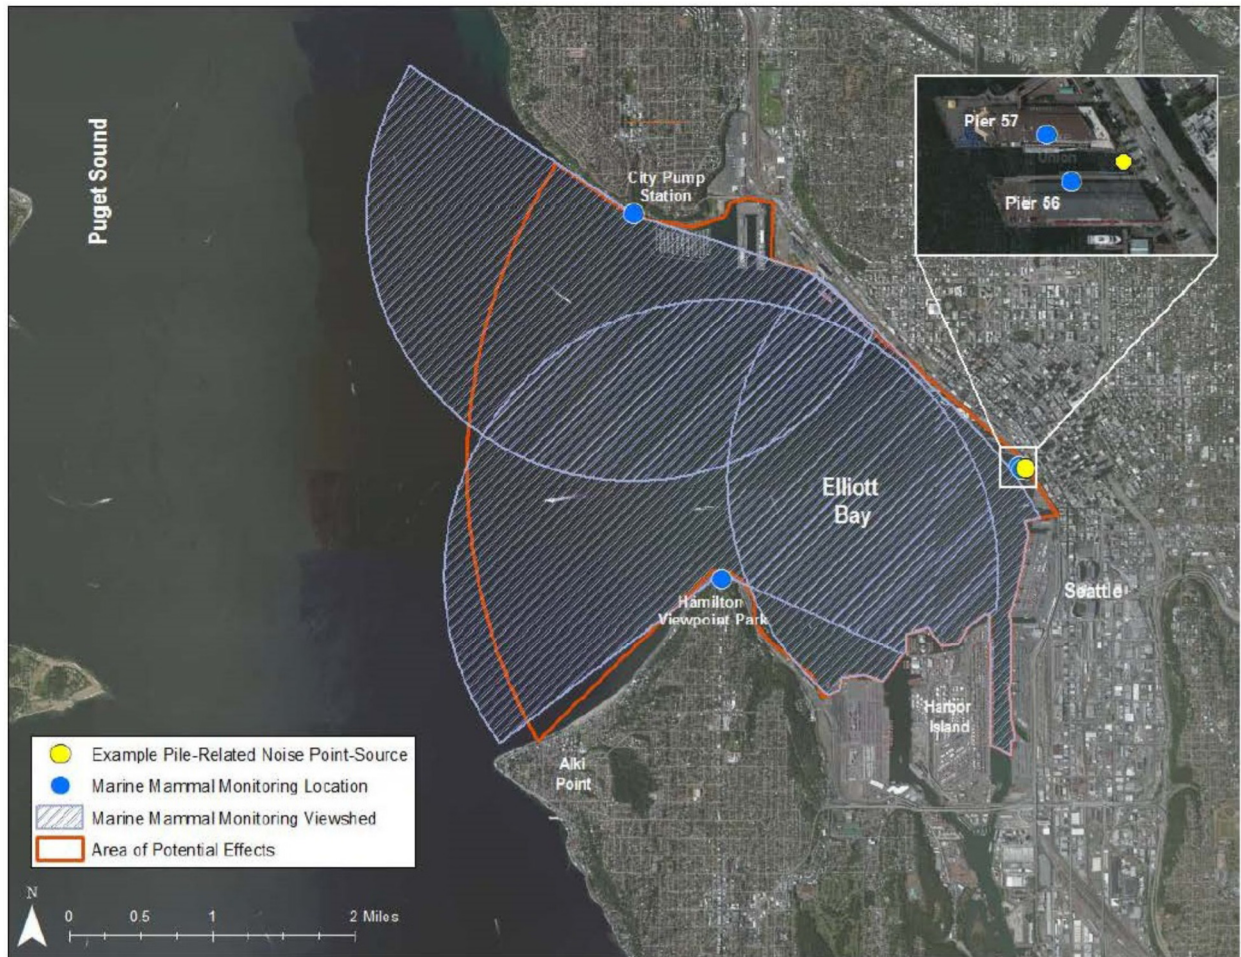 Puget Sound
City Pump
Station
Pier 57
Union
Pier 56
Elliott
Bay
Seattle
Hamilton
Viewpoint Park
Harbor
Island
Alki
Point
Example Pile-Related Noise Point-Source
Marine Mammal Monitoring Location
Marine Mammal Monitoring Viewshed
Area of Potential Effects
N
0 0.5 1 2 Miles